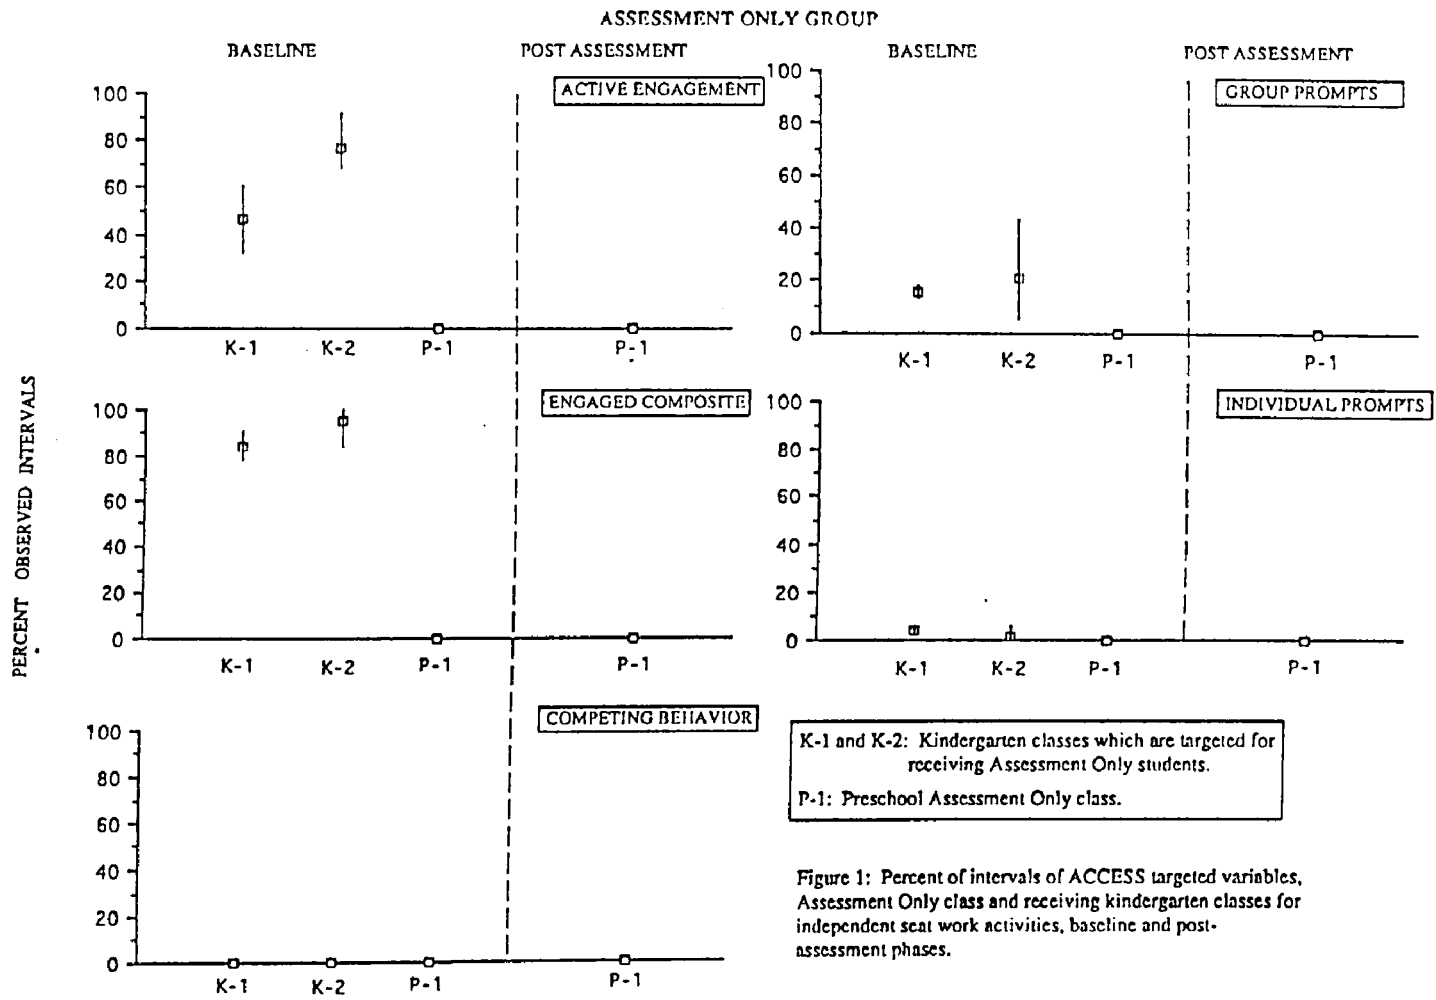 ASSESSMENT ONLY GROUP
BASELINE
POST ASSESSMENT
BASELINE
POST ASSESSMENT
PERCENT OBSERVED INTERVALS
ACTIVE ENGAGEMENT
100
80
60
40
20
0
K-1 K-2 P-1 P-1
GROUP PROMPTS
100
80
60
40
20
0
K-1 K-2 P-1 P-1
ENGAGED COMPOSITE
100
80
60
40
20
0
K-1 K-2 P-1 P-1
INDIVIDUAL PROMPTS
100
80
60
40
20
0
K-1 K-2 P-1 P-1
COMPETING BEHAVIOR
100
80
60
40
20
0
K-1 K-2 P-1 P-1
K-1 and K-2: Kindergarten classes which are targeted for
receiving Assessment Only students.
P-1: Preschool Assessment Only class.
Figure 1: Percent of intervals of ACCESS targeted variables,
Assessment Only class and receiving kindergarten classes for
independent seat work activities, baseline and post-
assessment phases.